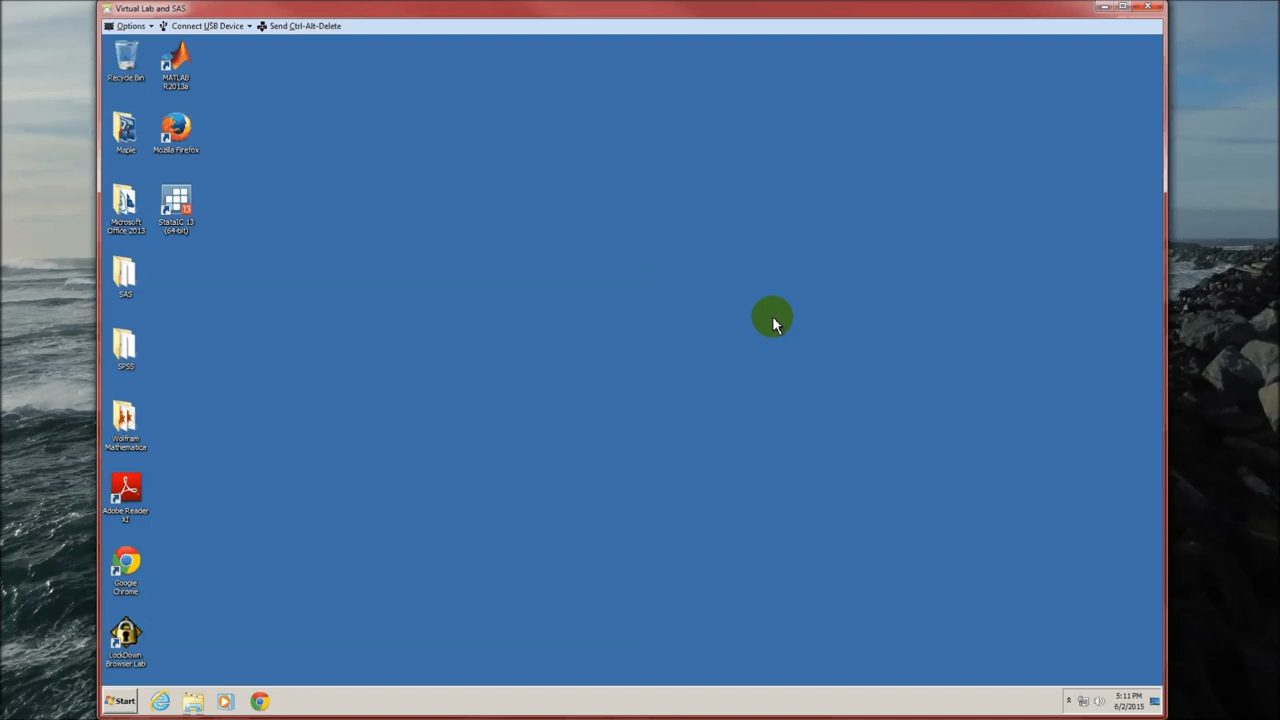 Virtual Lab and SAS
Options Connect USB Device Send Ctrl-Alt-Delete
Recycle Bin
MATLAB
R2013a
Maple
Mozilla Firefox
Microsoft
Office 2013
StataIC 13
(64-bit)
13
SAS
SPSS
Wolfram
Mathematica
Adobe Reader
XI
Google
Chrome
LockDown
Browser Lab
Start
5:11 PM
6/2/2015